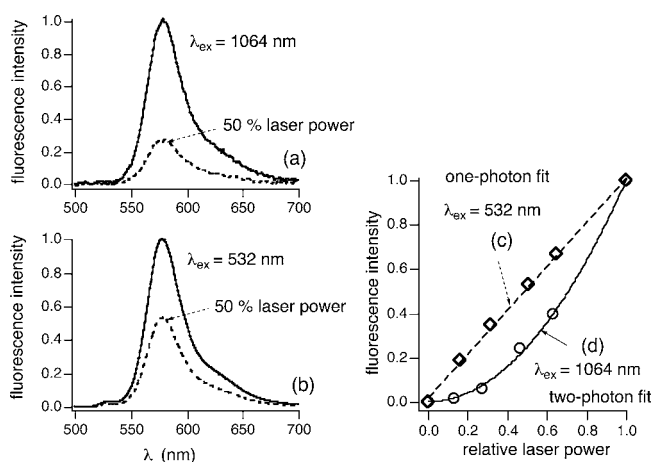 fluorescence intensity
1.0
0.8
0.6
0.4
0.2
0.0
λex = 1064 nm
50 % laser power
(a)
500 550 600 650 700
fluorescence intensity
1.0
0.8
0.6
0.4
0.2
0.0
λex = 532 nm
50 % laser power
(b)
500 550 600 650 700
λ (nm)
fluorescence intensity
1.0
0.8
0.6
0.4
0.2
0.0
one-photon fit
λex = 532 nm
(c)
(d)
λex = 1064 nm
two-photon fit
0.0 0.2 0.4 0.6 0.8 1.0
relative laser power